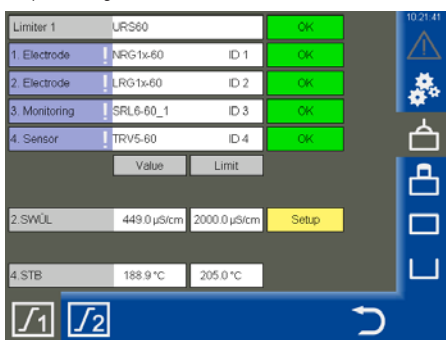 10:21:41
Limiter 1 URS60 OK
1. Electrode ! NRG1x-60 ID 1 OK
2. Electrode ! LRG1x-60 ID 2 OK
3. Monitoring ! SRL6-60_1 ID 3 OK
4. Sensor ! TRV5-60 ID 4 OK
Value Limit
2.SWÜL 449.0 µS/cm 2000.0 µS/cm Setup
4.STB 188.9 °C 205.0 °C
1 2